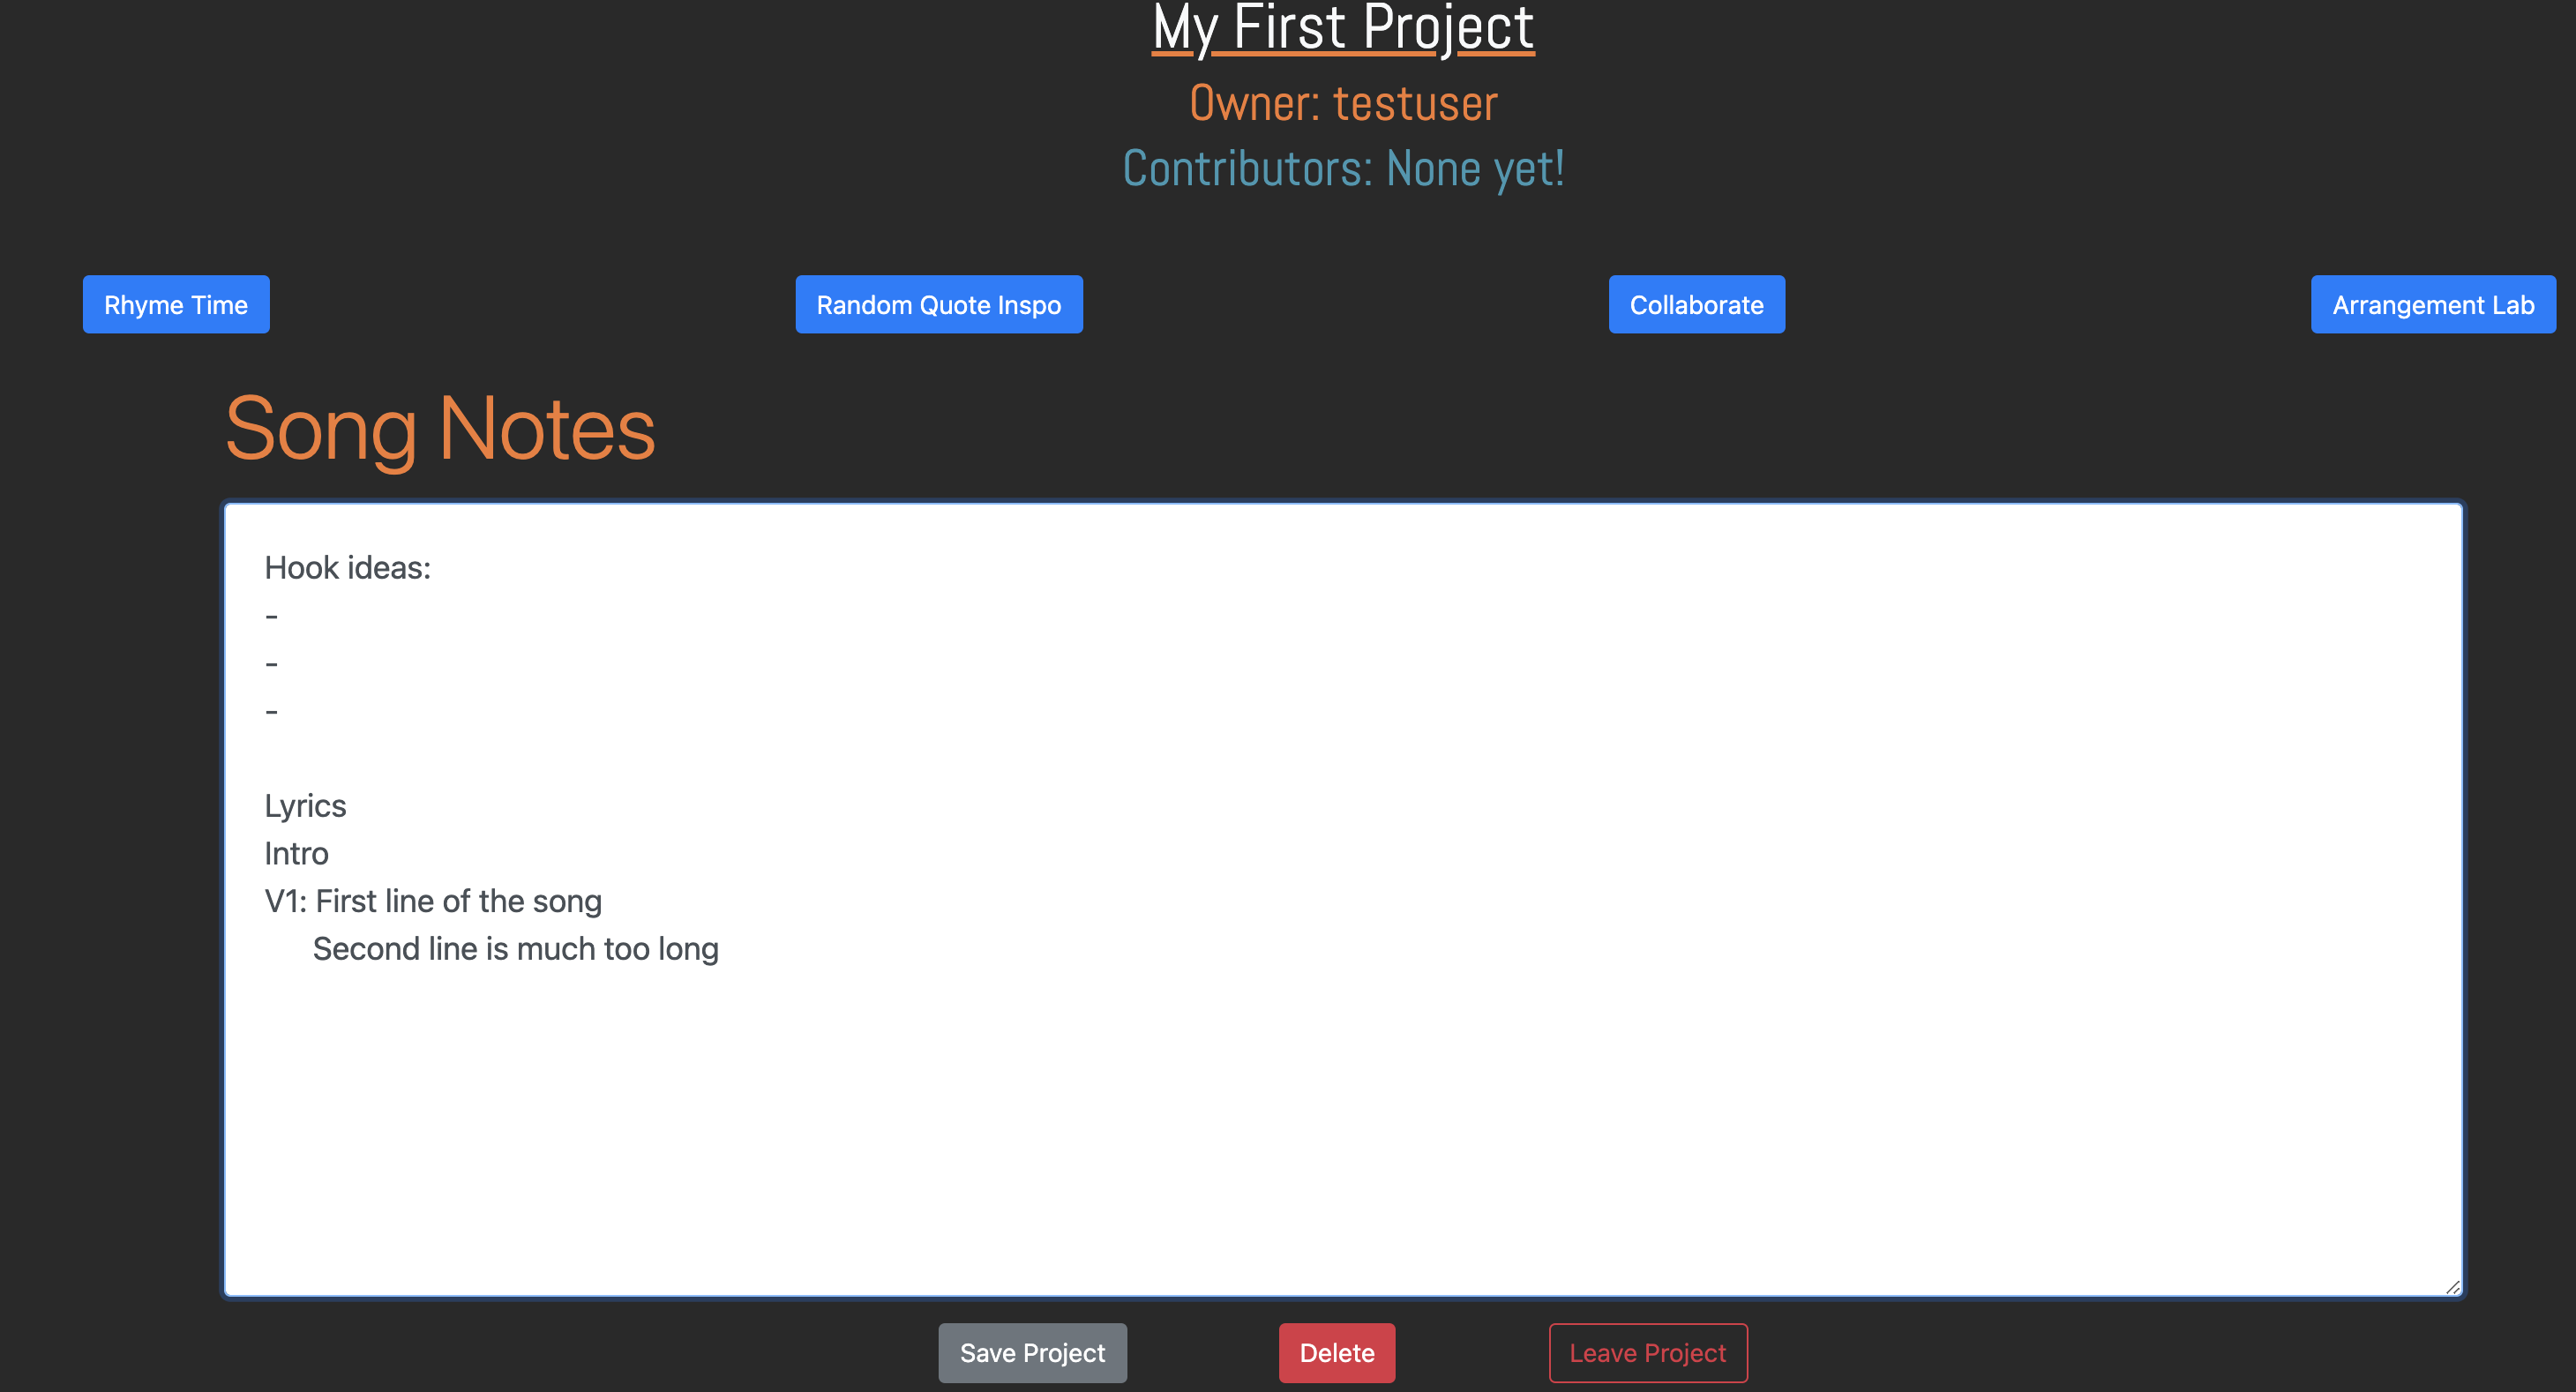 My First Project
Owner: testuser
Contributors: None yet!
Rhyme Time
Random Quote Inspo
Collaborate
Arrangement Lab
Song Notes
Hook ideas:
-
-
-
Lyrics
Intro
V1: First line of the song
Second line is much too long
Save Project
Delete
Leave Project